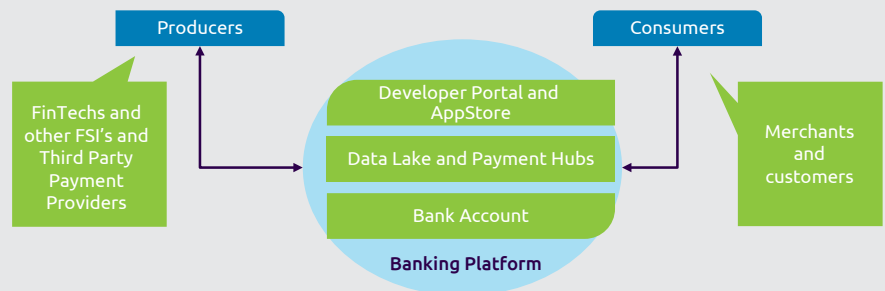 Producers
Consumers
FinTechs and
other FSI's and
Third Party
Payment
Providers
Developer Portal and
AppStore
Data Lake and Payment Hubs
Bank Account
Banking Platform
Merchants
and
customers